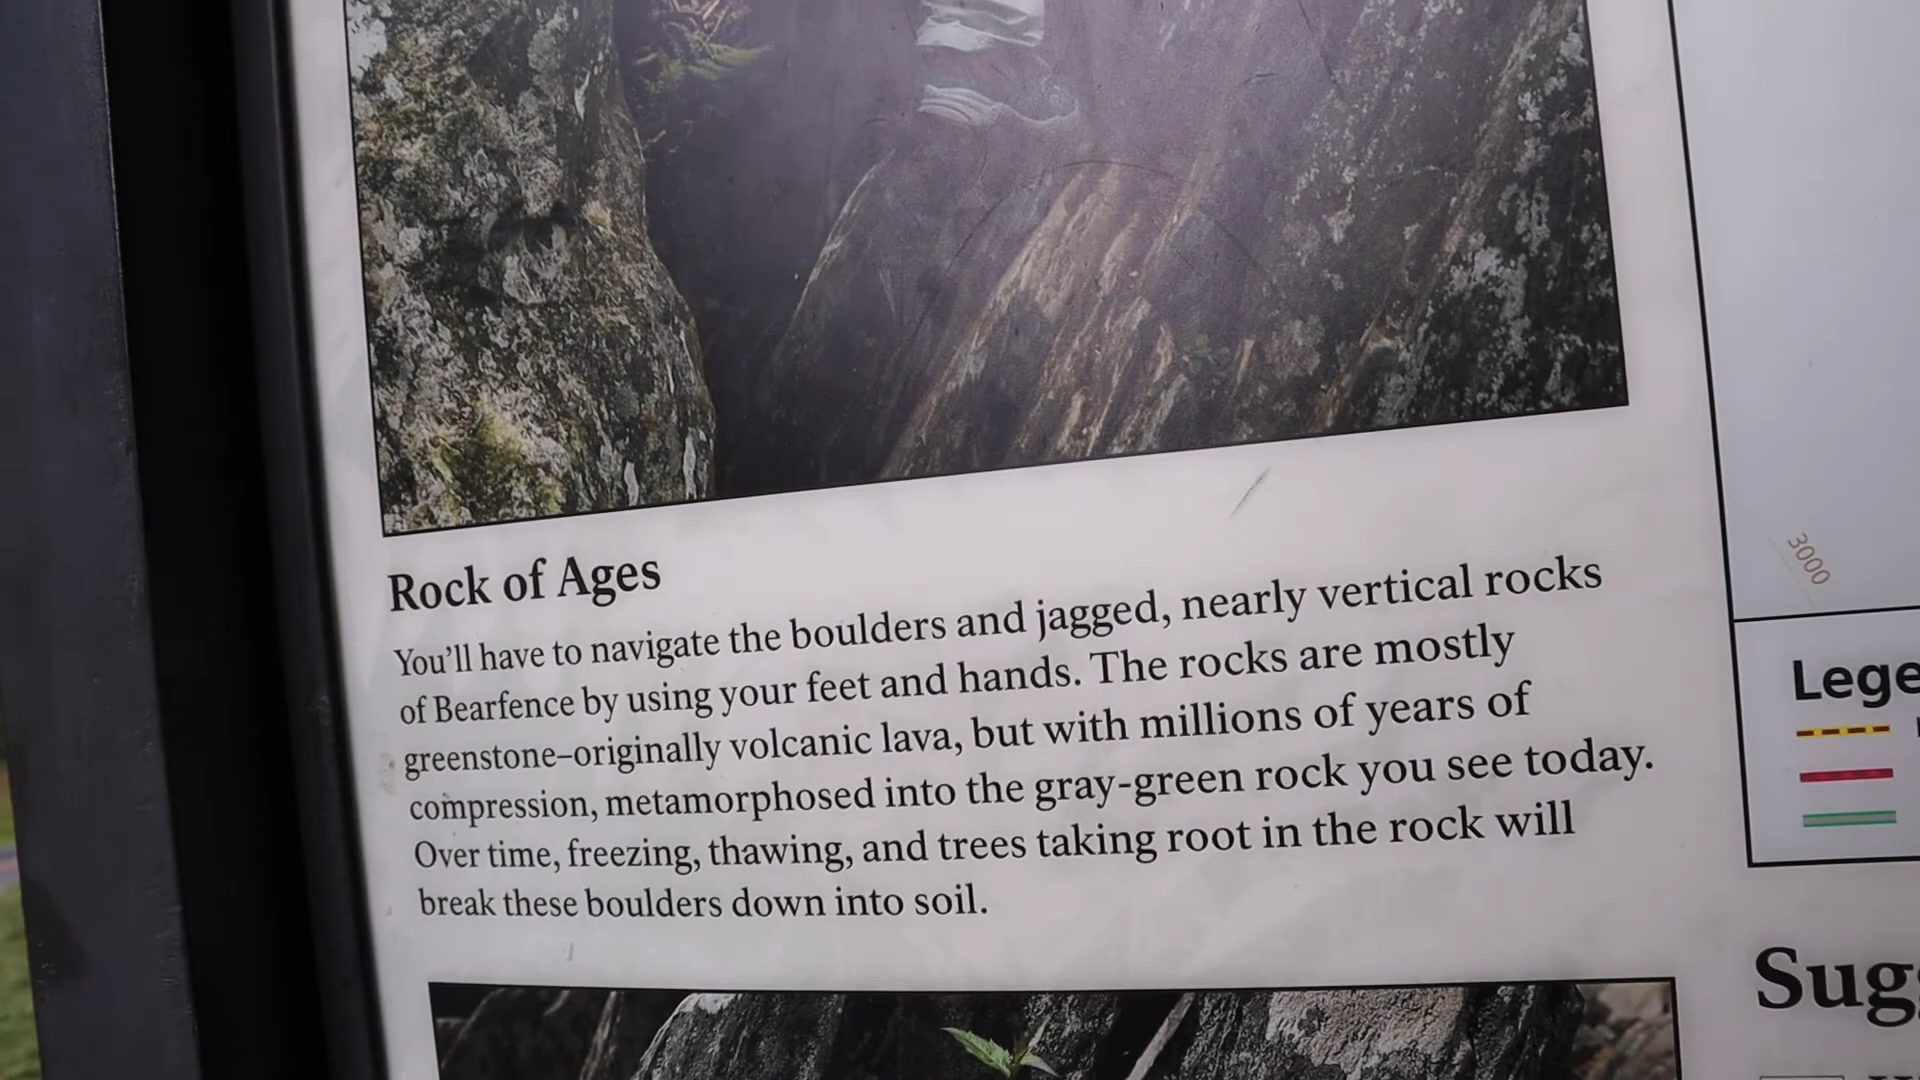 Rock of Ages
You'll have to navigate the boulders and jagged, nearly vertical rocks
of Bearfence by using your feet and hands. The rocks are mostly
greenstone–originally volcanic lava, but with millions of years of
compression, metamorphosed into the gray-green rock you see today.
Over time, freezing, thawing, and trees taking root in the rock will
break these boulders down into soil.
3000
Lege
Sugg